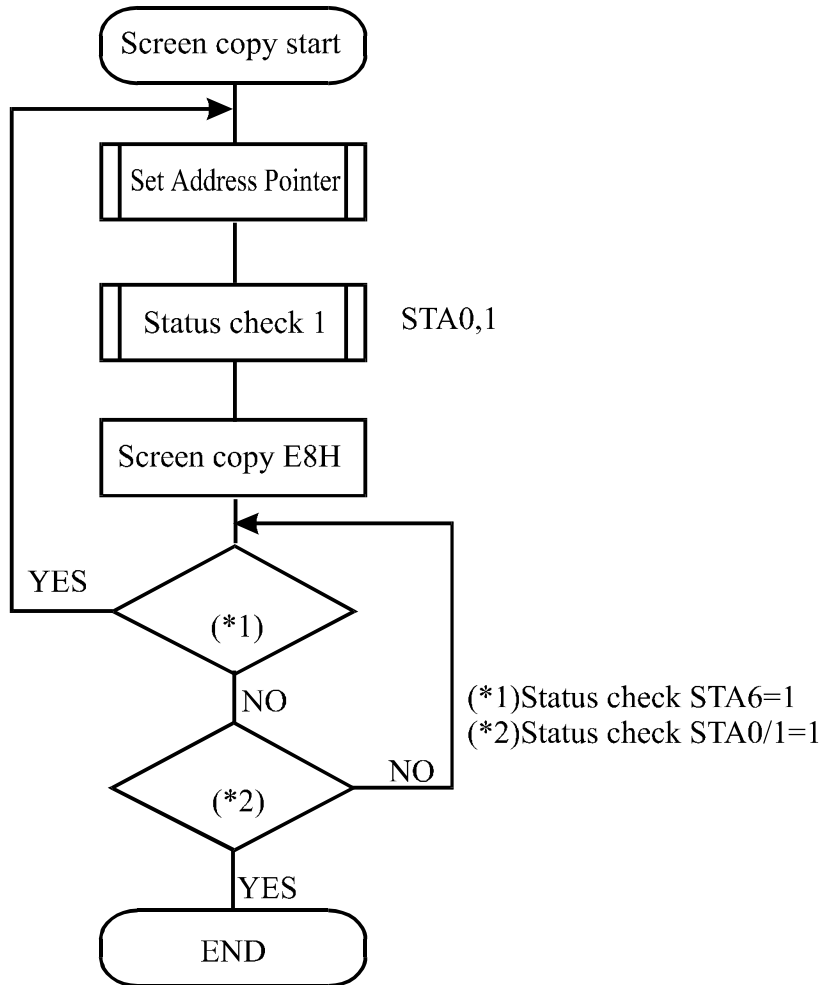 Screen copy start
Set Address Pointer
Status check 1
STA0,1
Screen copy E8H
YES
(*1)
NO
(*1)Status check STA6=1
(*2)Status check STA0/1=1
NO
(*2)
YES
END